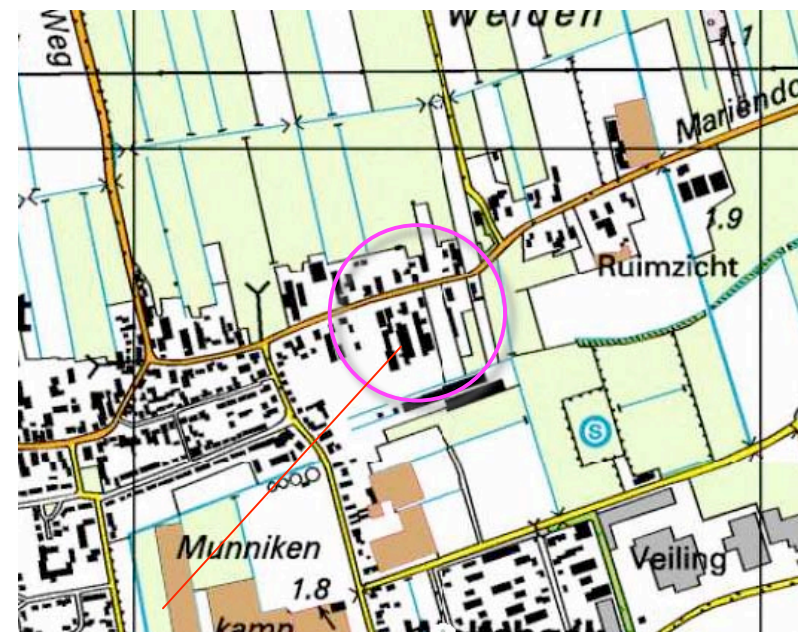 Weg
Weiden
1.1
Mariendo
1.9
Ruimzicht
S
Munniken
Veiling
1.8
kamp